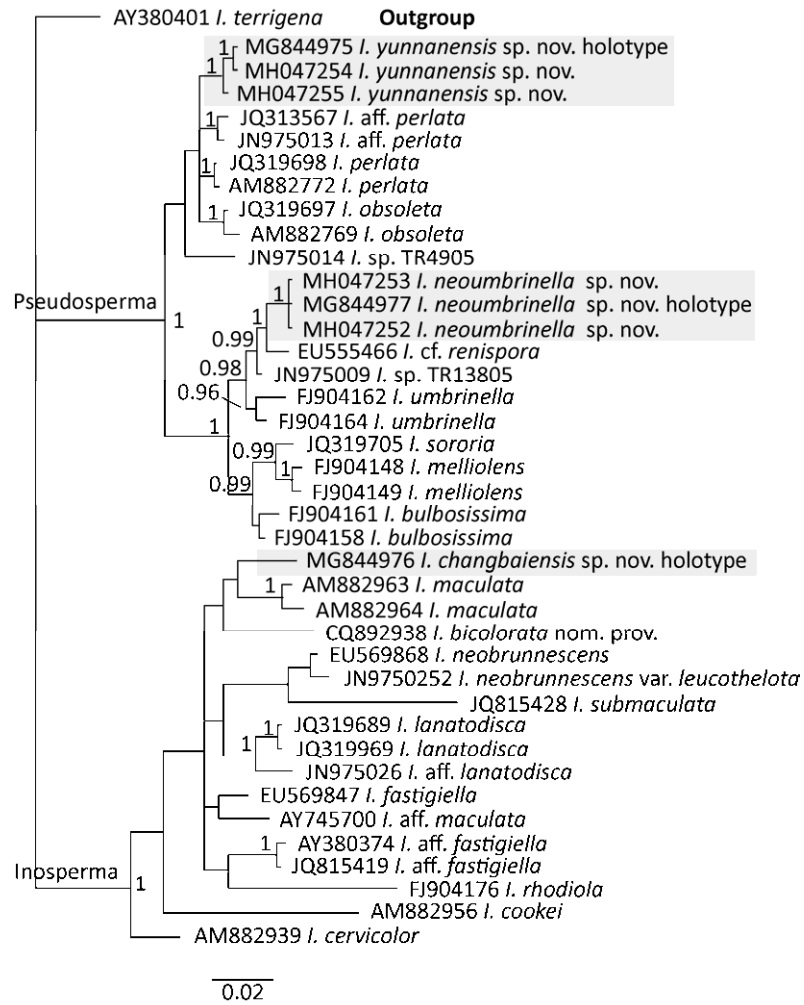 AY380401 I. terrigena Outgroup
1 MG844975 I. yunnanensis sp. nov. holotype
1 MH047254 I. yunnanensis sp. nov.
MH047255 I. yunnanensis sp. nov.
1 JQ313567 I. aff. perlata
JN975013 I. aff. perlata
1 JQ319698 I. perlata
AM882772 I. perlata
1 JQ319697 I. obsoleta
AM882769 I. obsoleta
JN975014 I. sp. TR4905
MH047253 I. neoumbrinella sp. nov.
Pseudosperma 1 MG844977 I. neoumbrinella sp. nov. holotype
1 1 MH047252 I. neoumbrinella sp. nov.
0.99 EU555466 I. cf. renispora
0.98 JN975009 I. sp. TR13805
0.96 FJ904162 I. umbrinella
1 FJ904164 I. umbrinella
0.99 JQ319705 I. sororia
1 FJ904148 I. melliolens
0.99 FJ904149 I. melliolens
FJ904161 I. bulbosissima
FJ904158 I. bulbosissima
MG844976 I. changbaiensis sp. nov. holotype
1 AM882963 I. maculata
AM882964 I. maculata
CQ892938 I. bicolorata nom. prov.
EU569868 I. neobrunnescens
JN9750252 I. neobrunnescens var. leucothelota
JQ815428 I. submaculata
1 JQ319689 I. lanatodisca
1 JQ319969 I. lanatodisca
JN975026 I. aff. lanatodisca
EU569847 I. fastigiella
AY745700 I. aff. maculata
1 AY380374 I. aff. fastigiella
JQ815419 I. aff. fastigiella
Inosperma 1 FJ904176 I. rhodiola
AM882956 I. cookei
AM882939 I. cervicolor
0.02